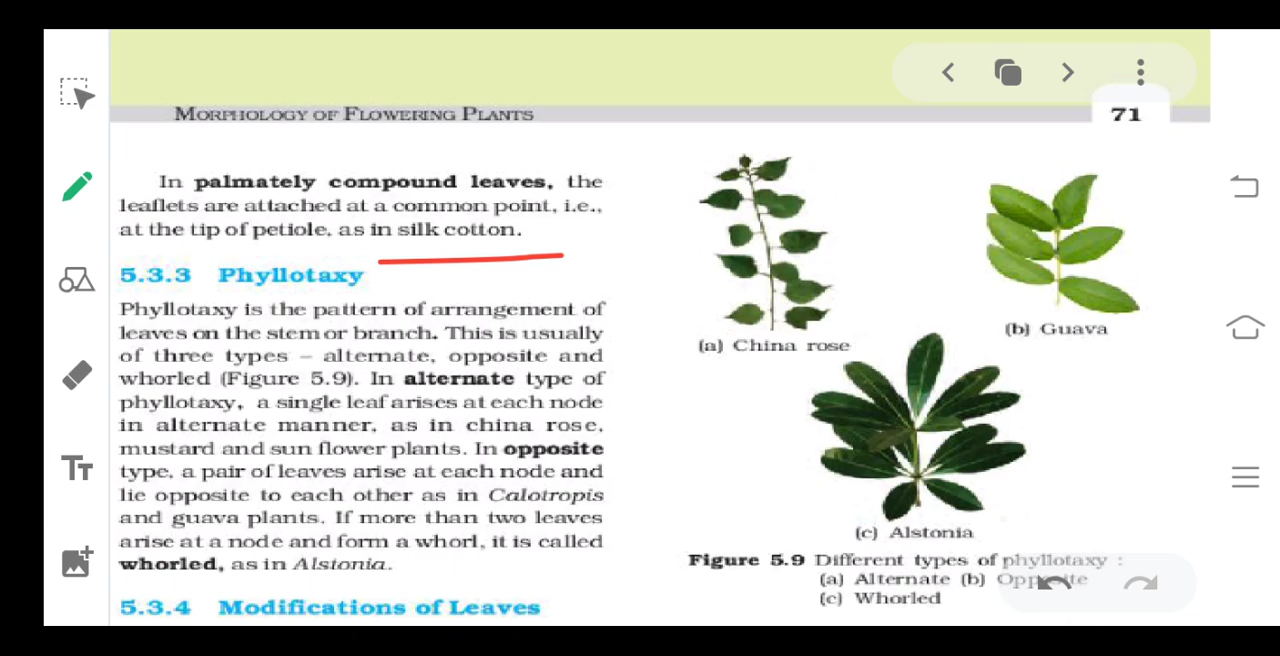 MORPHOLOGY OF FLOWERING PLANTS
71
In palmately compound leaves, the
leaflets are attached at a common point, i.e.,
at the tip of petiole, as in silk cotton.
5.3.3 Phyllotaxy
Phyllotaxy is the pattern of arrangement of
leaves on the stem or branch. This is usually
of three types – alternate, opposite and
whorled (Figure 5.9). In alternate type of
phyllotaxy, a single leaf arises at each node
in alternate manner, as in china rose,
mustard and sun flower plants. In opposite
type, a pair of leaves arise at each node and
lie opposite to each other as in Calotropis
and guava plants. If more than two leaves
arise at a node and form a whorl, it is called
whorled, as in Alstonia.
5.3.4 Modifications of Leaves
(a) China rose
(b) Guava
(c) Alstonia
Figure 5.9 Different types of phyllotaxy :
(a) Alternate (b) Opposite
(c) Whorled
Tт